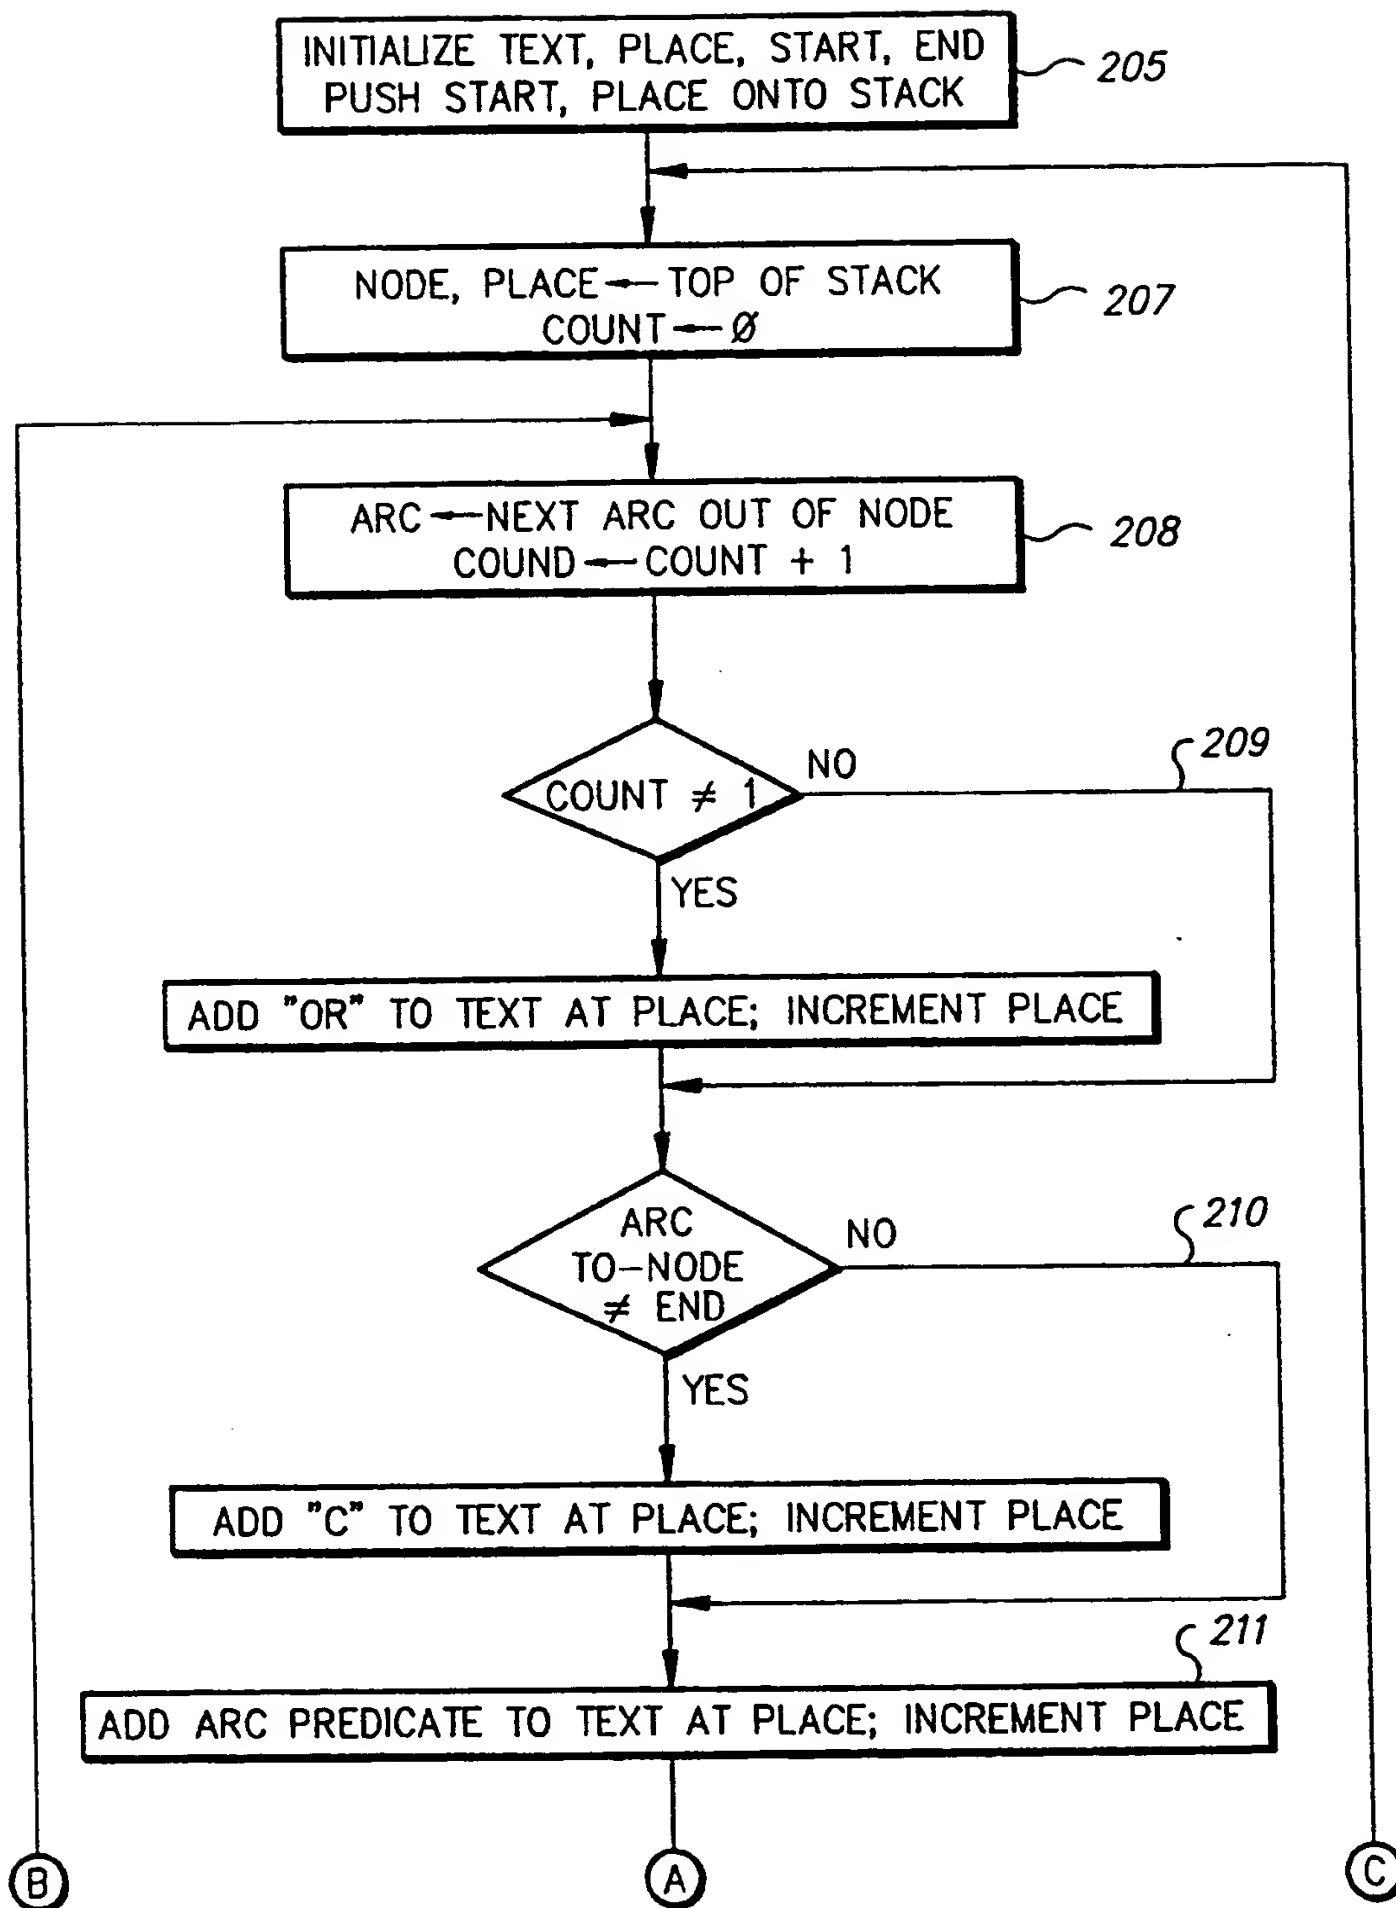 INITIALIZE TEXT, PLACE, START, END
PUSH START, PLACE ONTO STACK
205
NODE, PLACE ← TOP OF STACK
COUNT ← Ø
207
ARC ← NEXT ARC OUT OF NODE
COUND ← COUNT + 1
208
COUNT ≠ 1
NO
209
YES
ADD "OR" TO TEXT AT PLACE; INCREMENT PLACE
ARC
TO-NODE
≠ END
NO
210
YES
ADD "C" TO TEXT AT PLACE; INCREMENT PLACE
211
ADD ARC PREDICATE TO TEXT AT PLACE; INCREMENT PLACE
B
A
C